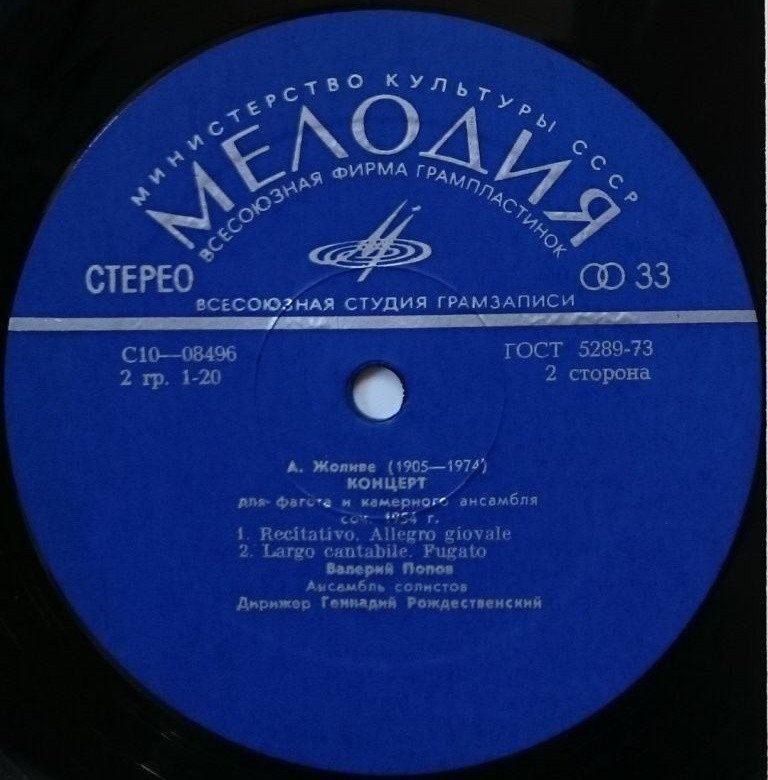 МИНИСТЕРСТВО КУЛЬТУРЫ СССР
МЕЛОДИЯ
ВСЕСОЮЗНАЯ ФИРМА ГРАМПЛАСТИНОК
СТЕРЕО
33
ВСЕСОЮЗНАЯ СТУДИЯ ГРАМЗАПИСИ
С10—08496
ГОСТ 5289-73
2 гр. 1-20
2 сторона
А. Жоливе (1905—1974)
КОНЦЕРТ
для фагота и камерного ансамбля
соч. 1954 г.
1. Recitativo. Allegro giovale
2. Largo cantabile. Fugato
Валерий Попов
Ансамбль солистов
Дирижер Геннадий Рождественский